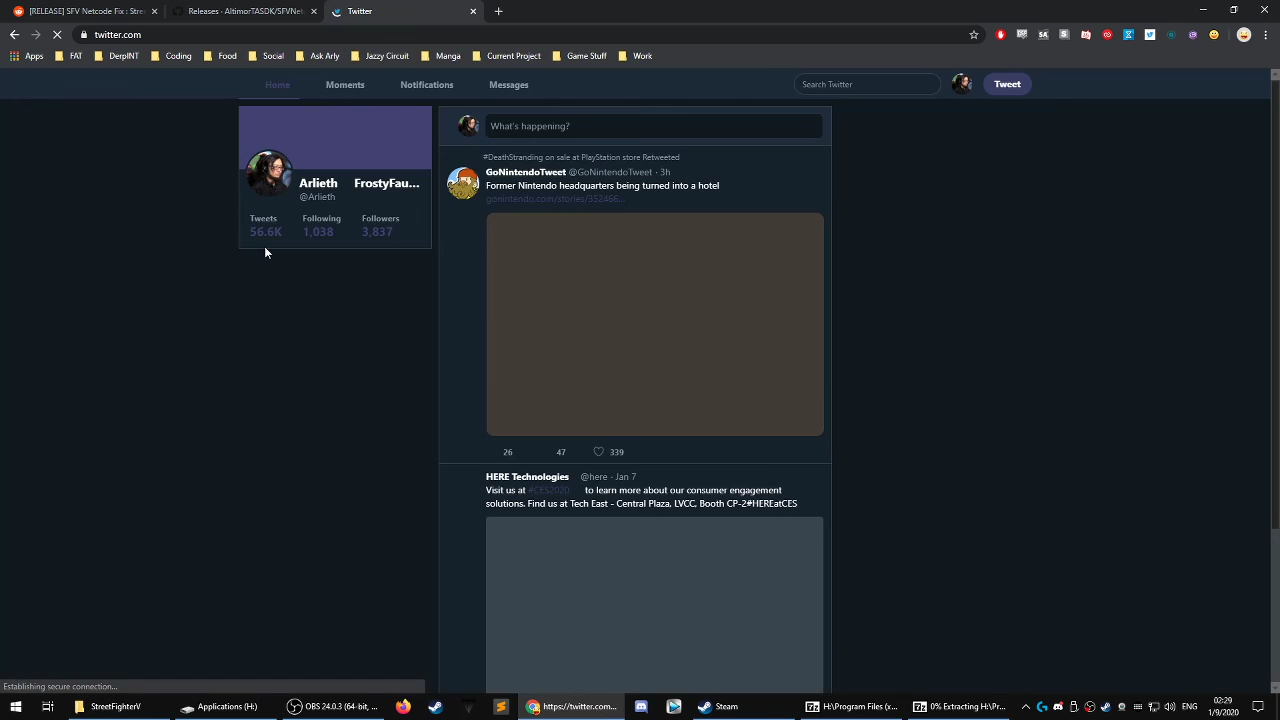 [RELEASE] SFV Netcode Fix : Stre
Releases · AltimorTASDK/SFVNet
Twitter
twitter.com
Apps
FAT
DerpINT
Coding
Food
Social
Ask Arly
Jazzy Circuit
Manga
Current Project
Game Stuff
Work
Home
Moments
Notifications
Messages
Search Twitter
Tweet
What's happening?
#DeathStranding on sale at PlayStation store Retweeted
GoNintendoTweet @GoNintendoTweet · 3h
Former Nintendo headquarters being turned into a hotel
gonintendo.com/stories/352466...
Arlieth FrostyFau...
@Arlieth
Tweets Following Followers
56.6K 1,038 3,837
26 47 339
HERE Technologies @here · Jan 7
Visit us at #CES2020 to learn more about our consumer engagement
solutions. Find us at Tech East - Central Plaza, LVCC, Booth CP-2#HEREatCES
Establishing secure connection...
StreetFighterV
Applications (H:)
OBS 24.0.3 (64-bit, ...
https://twitter.com...
Steam
H:\Program Files (x...
0% Extracting H:\Pr...
02:29
1/9/2020